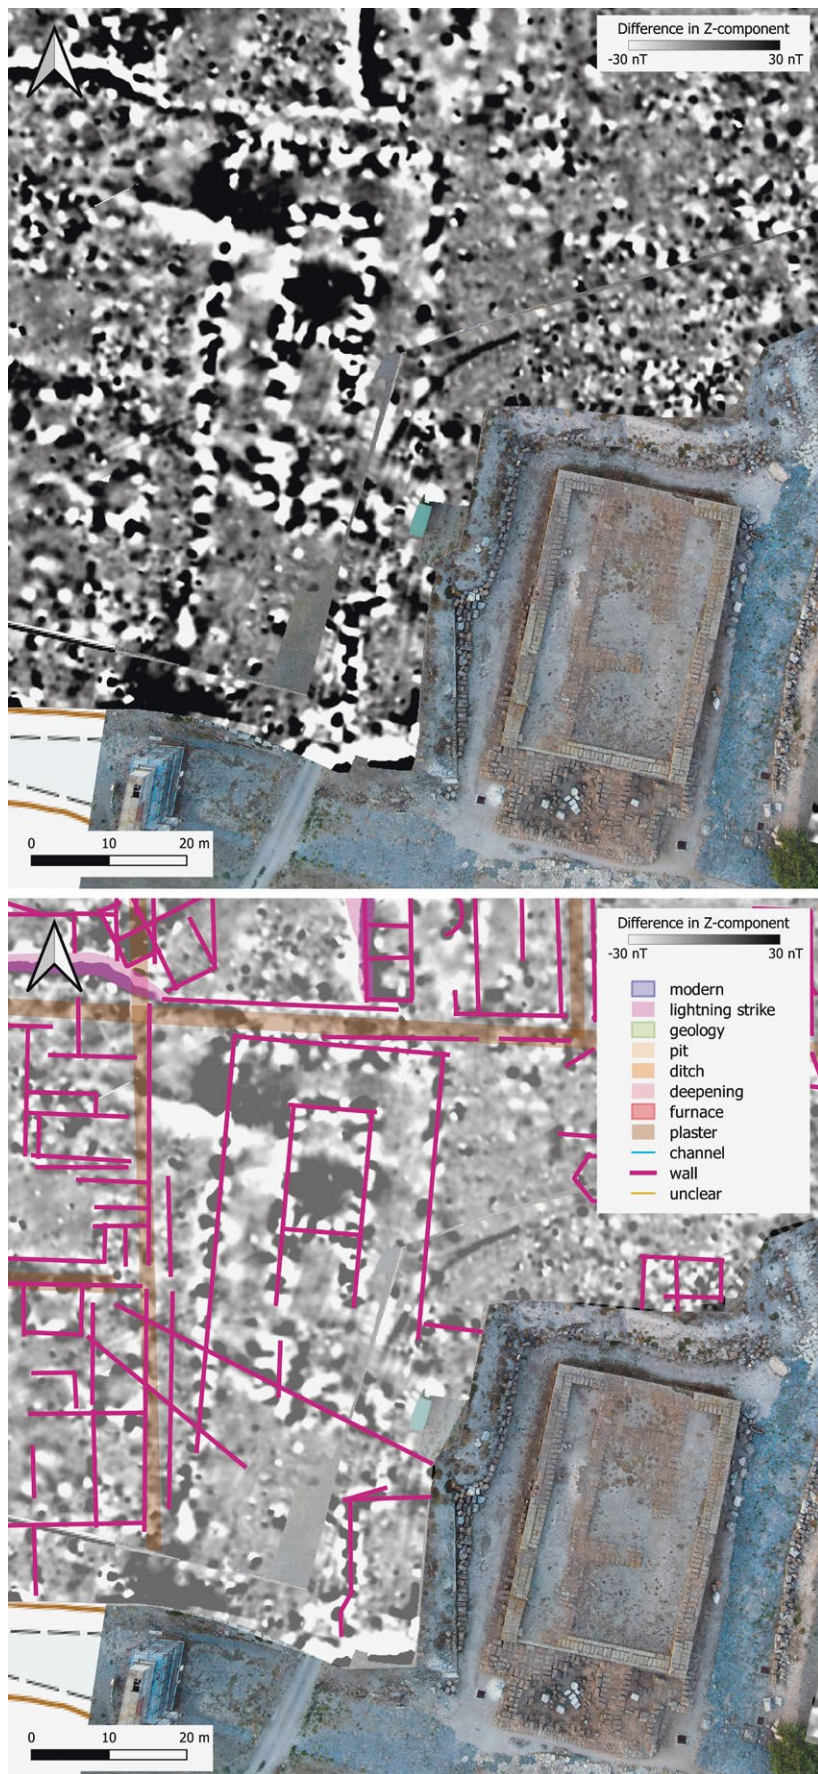 Difference in Z-component
-30 nT 30 nT
0 10 20 m
Difference in Z-component
-30 nT 30 nT
modern
lightning strike
geology
pit
ditch
deepening
furnace
plaster
channel
wall
unclear
0 10 20 m